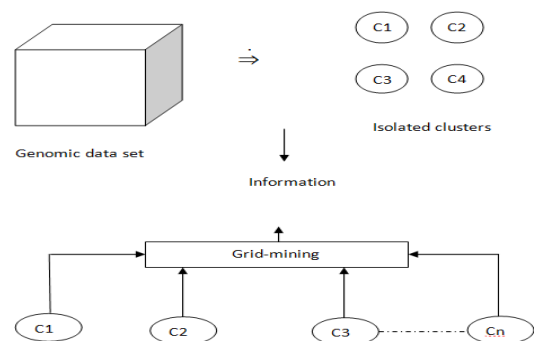 C1 C2
⇒
C3 C4
Isolated clusters
Genomic data set
Information
Grid-mining
C1 C2 C3 Cn